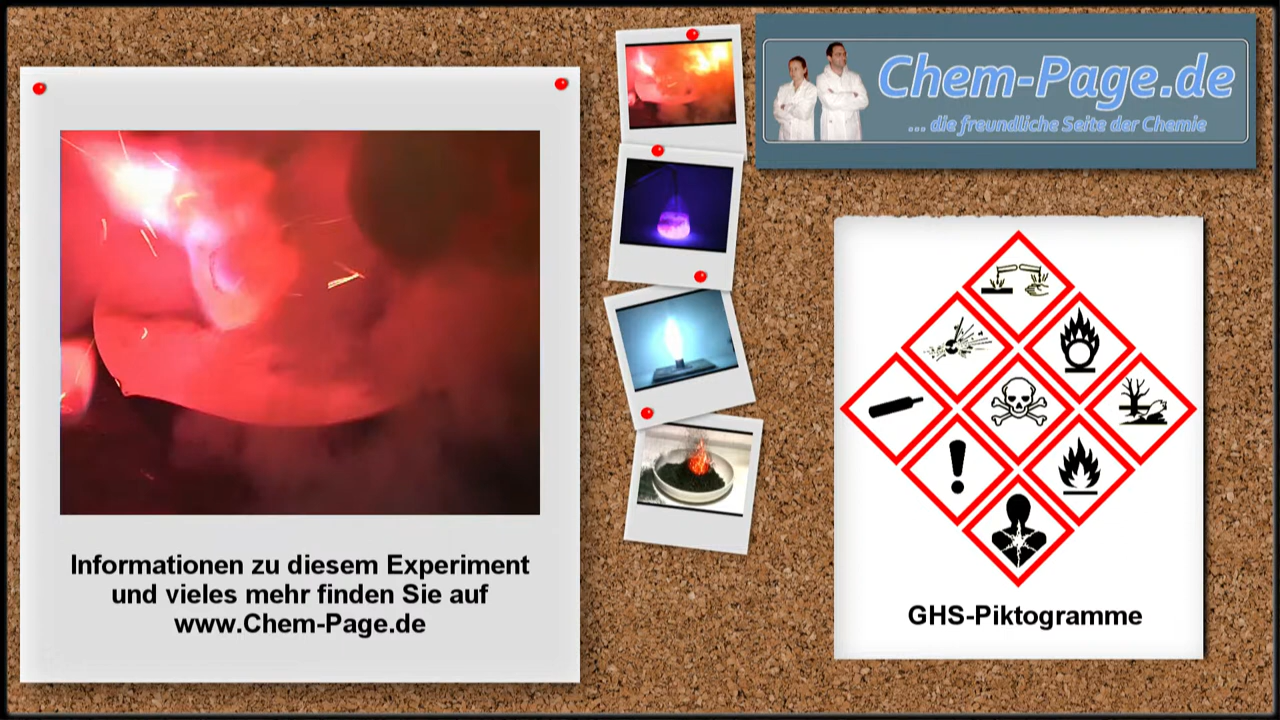 Chem-Page.de
... die freundliche Seite der Chemie
Informationen zu diesem Experiment
und vieles mehr finden Sie auf
www.Chem-Page.de
GHS-Piktogramme